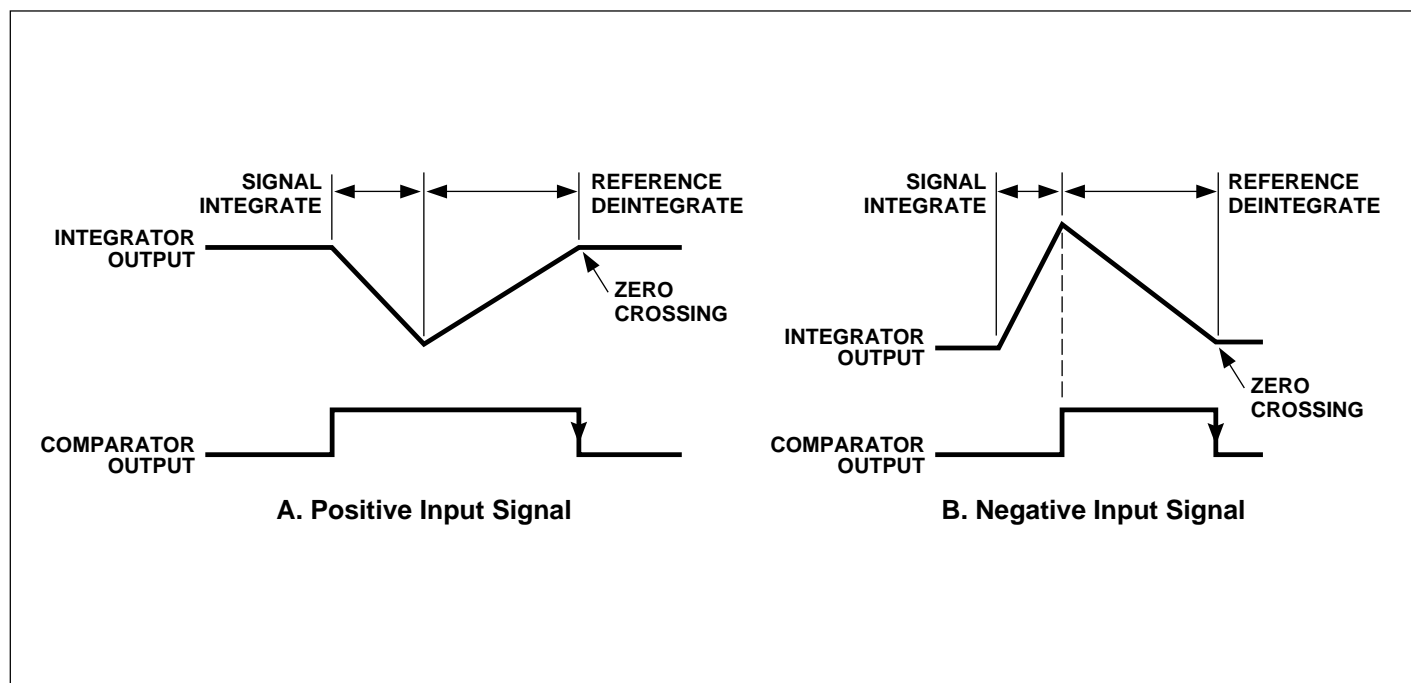 SIGNAL
INTEGRATE
REFERENCE
DEINTEGRATE
INTEGRATOR
OUTPUT
ZERO
CROSSING
COMPARATOR
OUTPUT
A. Positive Input Signal
SIGNAL
INTEGRATE
REFERENCE
DEINTEGRATE
INTEGRATOR
OUTPUT
ZERO
CROSSING
COMPARATOR
OUTPUT
B. Negative Input Signal